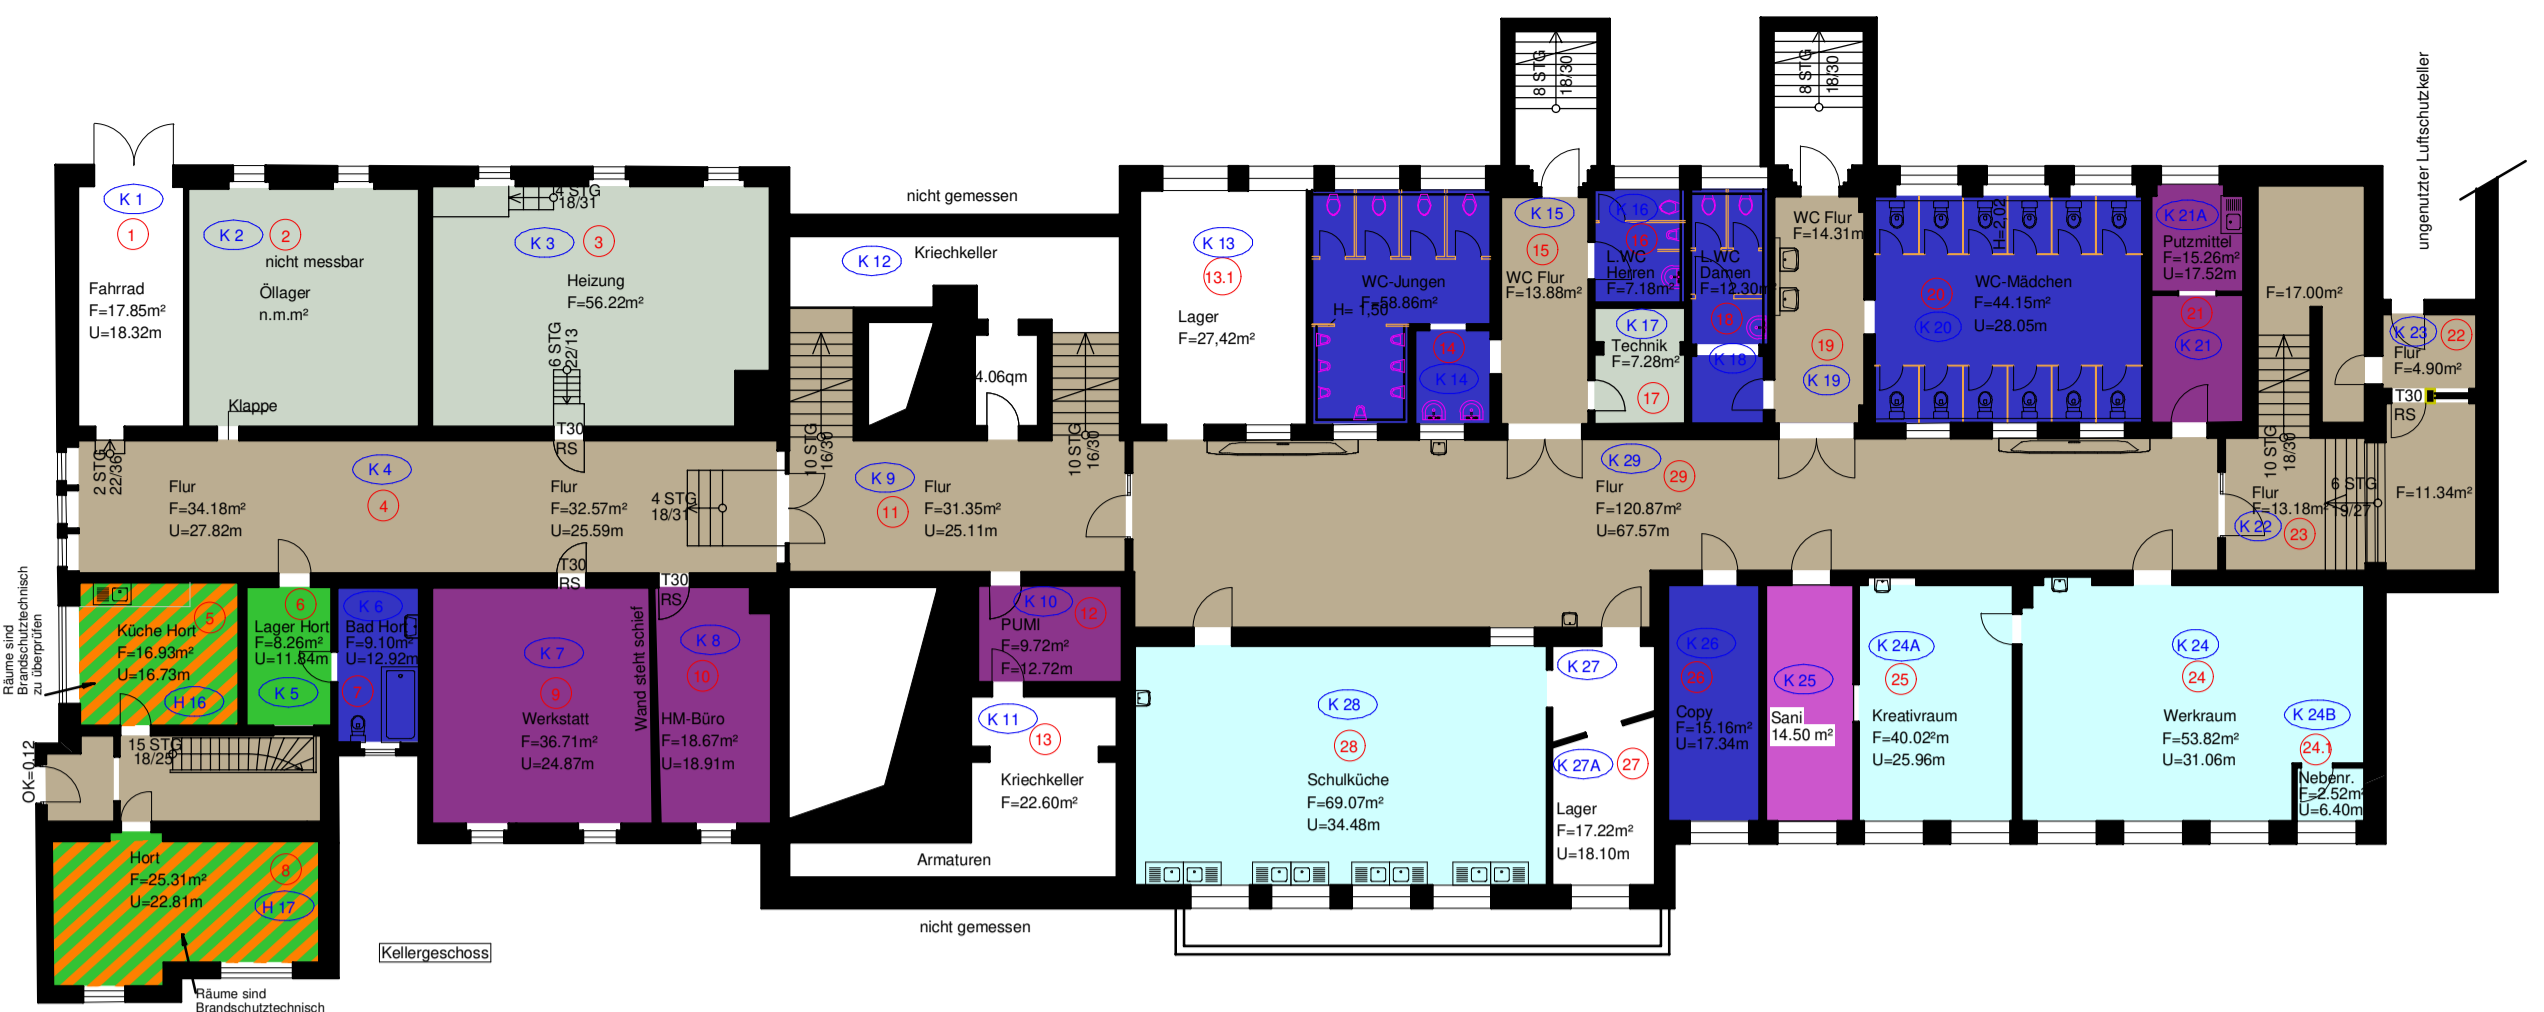 ungenutzter Luftschutzkeller
8 STG
18/30
8 STG
18/30
nicht gemessen
K 1
1
Fahrrad
F=17.85m²
U=18.32m
K 2
2
nicht messbar
Öllager
n.m.m²
Klappe
4 STG
18/31
K 3
3
Heizung
F=56.22m²
6 STG
22/13
T30
RS
K 12
Kriechkeller
4.06qm
10 STG
16/30
10 STG
16/30
K 13
13.1
Lager
F=27,42m²
WC-Jungen
F=58.86m²
H= 1,50
14
K 14
K 15
15
WC Flur
F=13.88m²
K 16
16
L.WC
Herren
F=7.18m²
K 17
Technik
F=7.28m²
17
L.WC
Damen
F=12.30m²
18
K 18
WC Flur
F=14.31m
19
K 19
H=2,02
WC-Mädchen
F=44.15m²
U=28.05m
20
K 20
K 21A
Putzmittel
F=15.26m²
U=17.52m
21
K 21
F=17.00m²
10 STG
18/30
K 23
22
Flur
F=4.90m²
T30
RS
2 STG
22/36
K 4
4
Flur
F=34.18m²
U=27.82m
Flur
F=32.57m²
U=25.59m
4 STG
18/31
K 9
11
Flur
F=31.35m²
U=25.11m
K 29
29
Flur
F=120.87m²
U=67.57m
Flur
F=13.18m²
K 22
23
6 STG
19/27
F=11.34m²
T30
RS
T30
RS
Räume sind
Brandschutztechnisch
zu überprüfen
5
Küche Hort
F=16.93m²
U=16.73m
H 16
6
Lager Hort
F=8.26m²
U=11.84m
K 5
K 6
Bad Hort
F=9.10m²
U=12.92m
7
K 7
9
Werkstatt
F=36.71m²
U=24.87m
Wand steht schief
K 8
10
HM-Büro
F=18.67m²
U=18.91m
K 10
12
PUMI
F=9.72m²
F=12.72m
K 11
13
Kriechkeller
F=22.60m²
Armaturen
K 28
28
Schulküche
F=69.07m²
U=34.48m
K 27
K 27A
27
Lager
F=17.22m²
U=18.10m
K 26
26
Copy
F=15.16m²
U=17.34m
K 25
Sani
14.50 m²
K 24A
25
Kreativraum
F=40.02²m
U=25.96m
K 24
24
Werkraum
F=53.82m²
U=31.06m
K 24B
24.1
Nebenr.
F=2.52m²
U=6.40m
OK=0.12
15 STG
18/25
Hort
F=25.31m²
U=22.81m
8
H 17
nicht gemessen
Kellergeschoss
Räume sind
Brandschutztechnisch